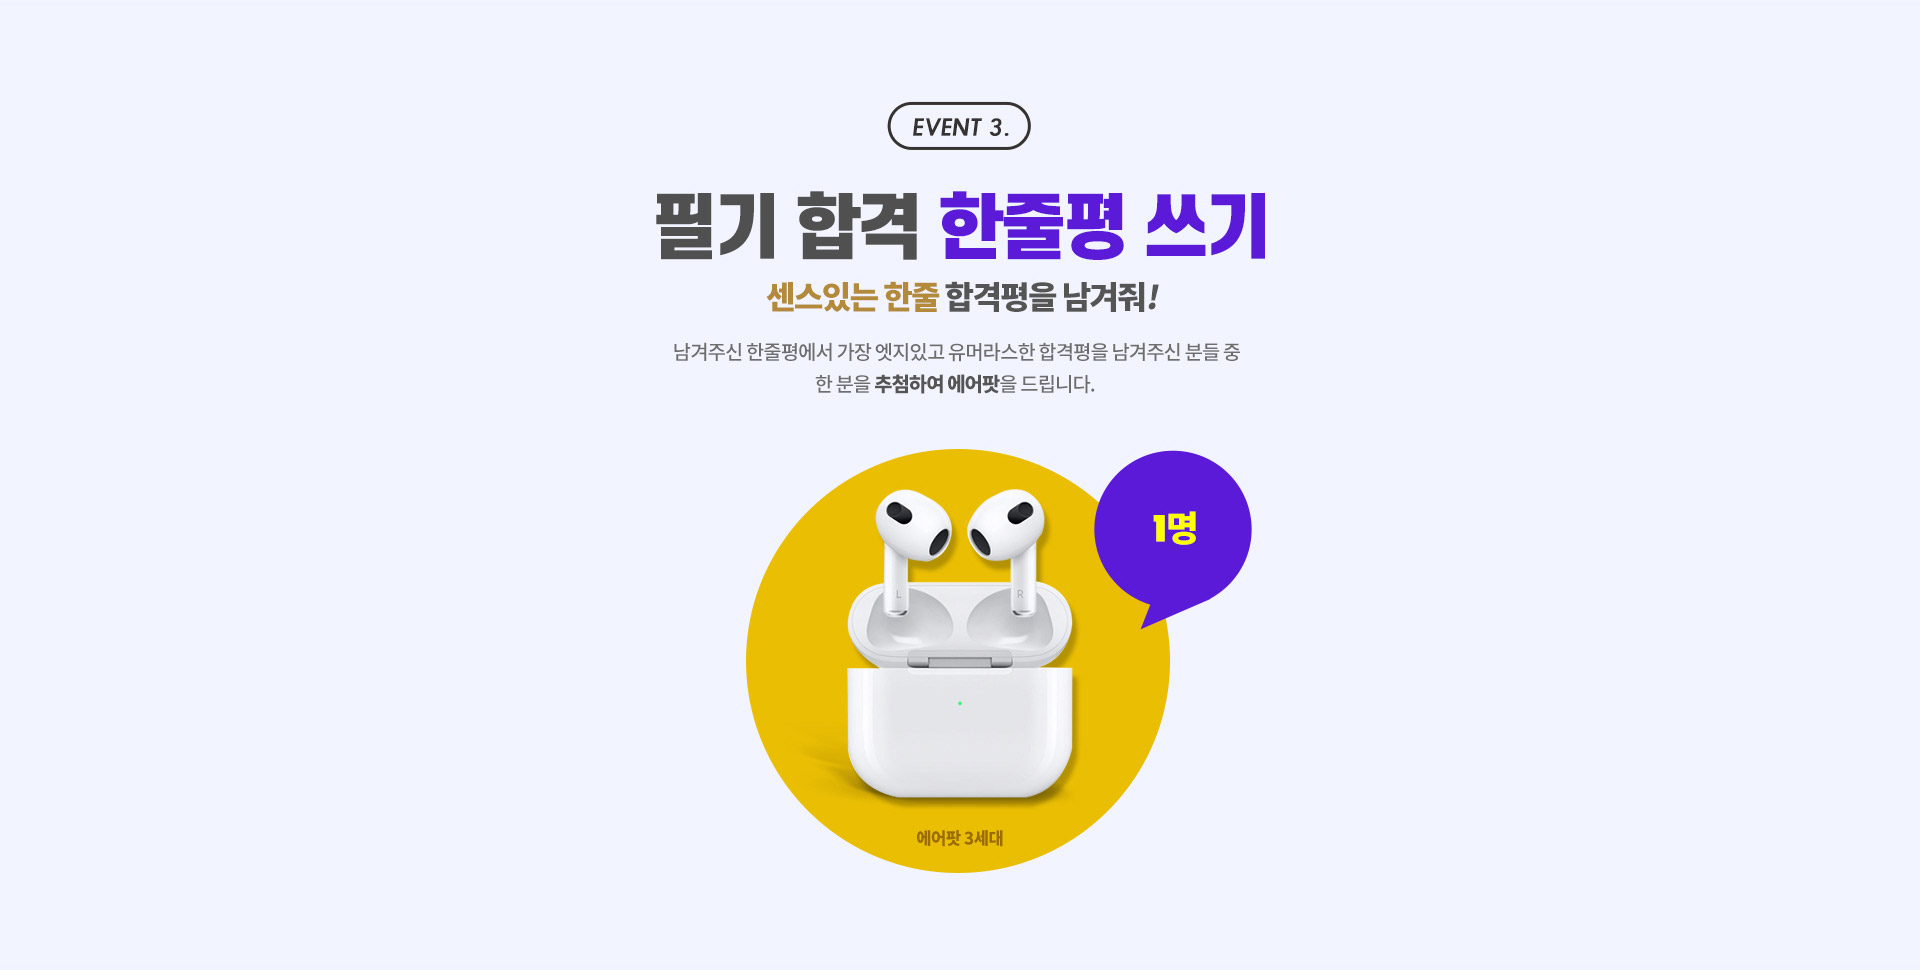 EVENT 3.
필기 합격 한줄평 쓰기
센스있는 한줄 합격평을 남겨줘!
남겨주신 한줄평에서 가장 엣지있고 유머라스한 합격평을 남겨주신 분들 중
한 분을 추첨하여 에어팟을 드립니다.
1명
L
R
에어팟 3세대